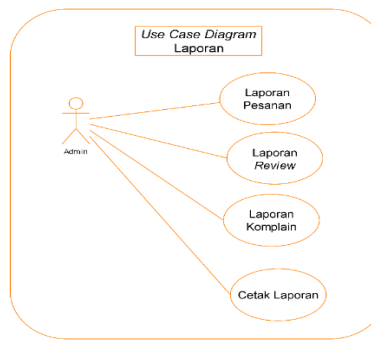 Use Case Diagram
Laporan
Laporan
Pesanan
Admin
Laporan
Review
Laporan
Komplain
Cetak Laporan